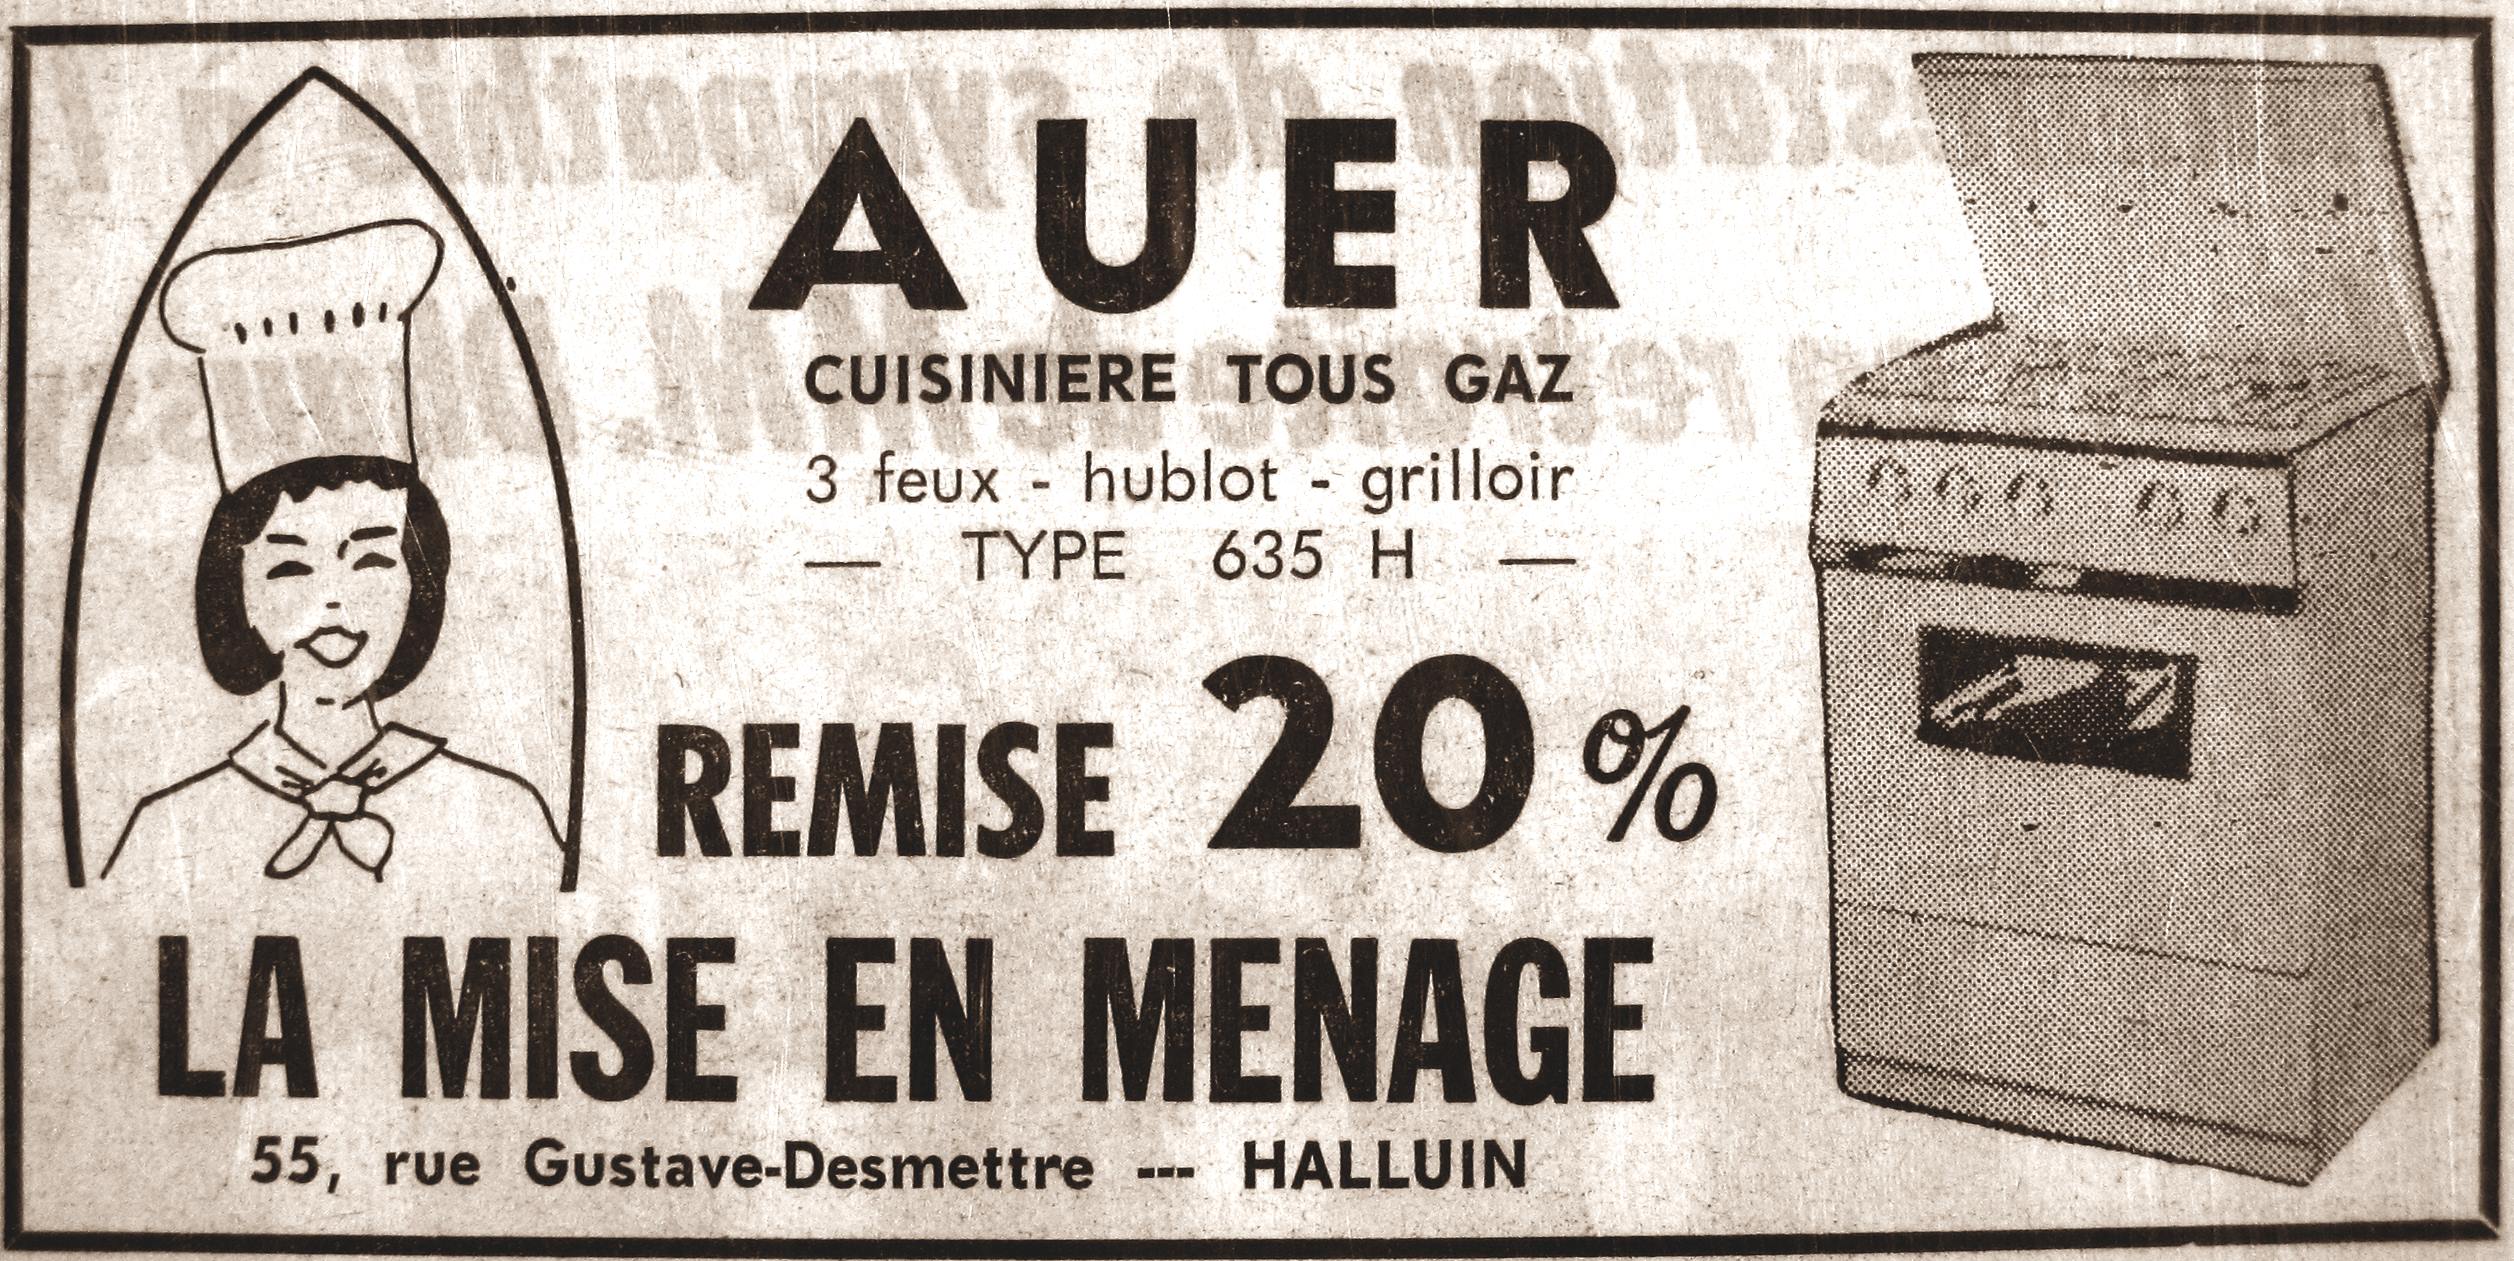 AUER
CUISINIERE TOUS GAZ
3 feux - hublot - grilloir
— TYPE 635 H —
REMISE 20 %
LA MISE EN MENAGE
55, rue Gustave-Desmettre --- HALLUIN